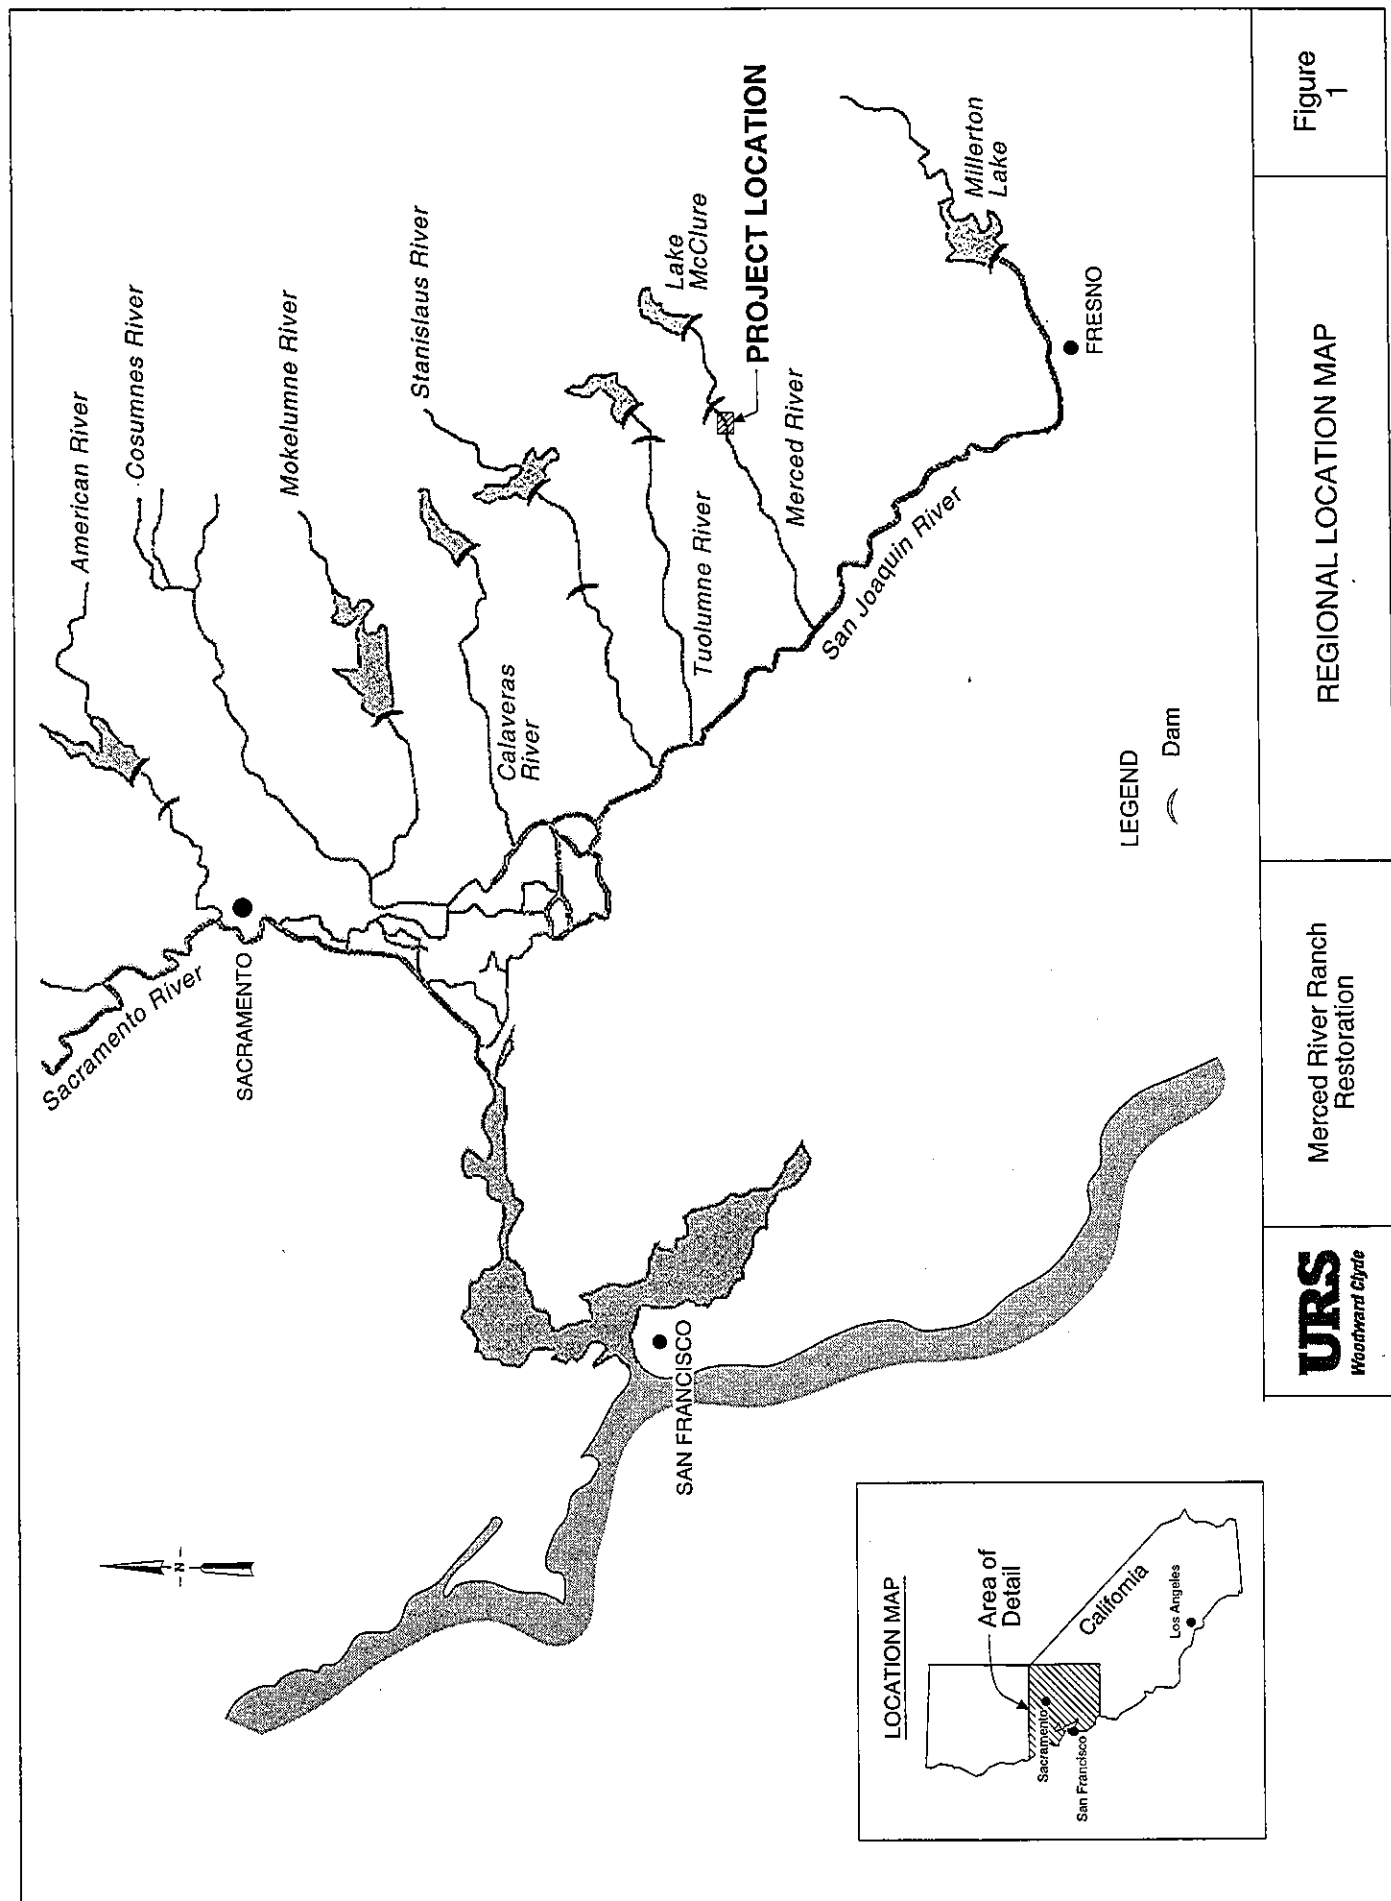 American River
Cosumnes River
Mokelumne River
Stanislaus River
Sacramento River
SACRAMENTO
Calaveras
River
Tuolumne River
Lake
McClure
PROJECT LOCATION
Merced River
San Joaquin River
Millerton
Lake
FRESNO
SAN FRANCISCO
N
LEGEND
Dam
LOCATION MAP
Area of
Detail
Sacramento
San Francisco
California
Los Angeles
URS
Woodward Clyde
Merced River Ranch
Restoration
REGIONAL LOCATION MAP
Figure
1